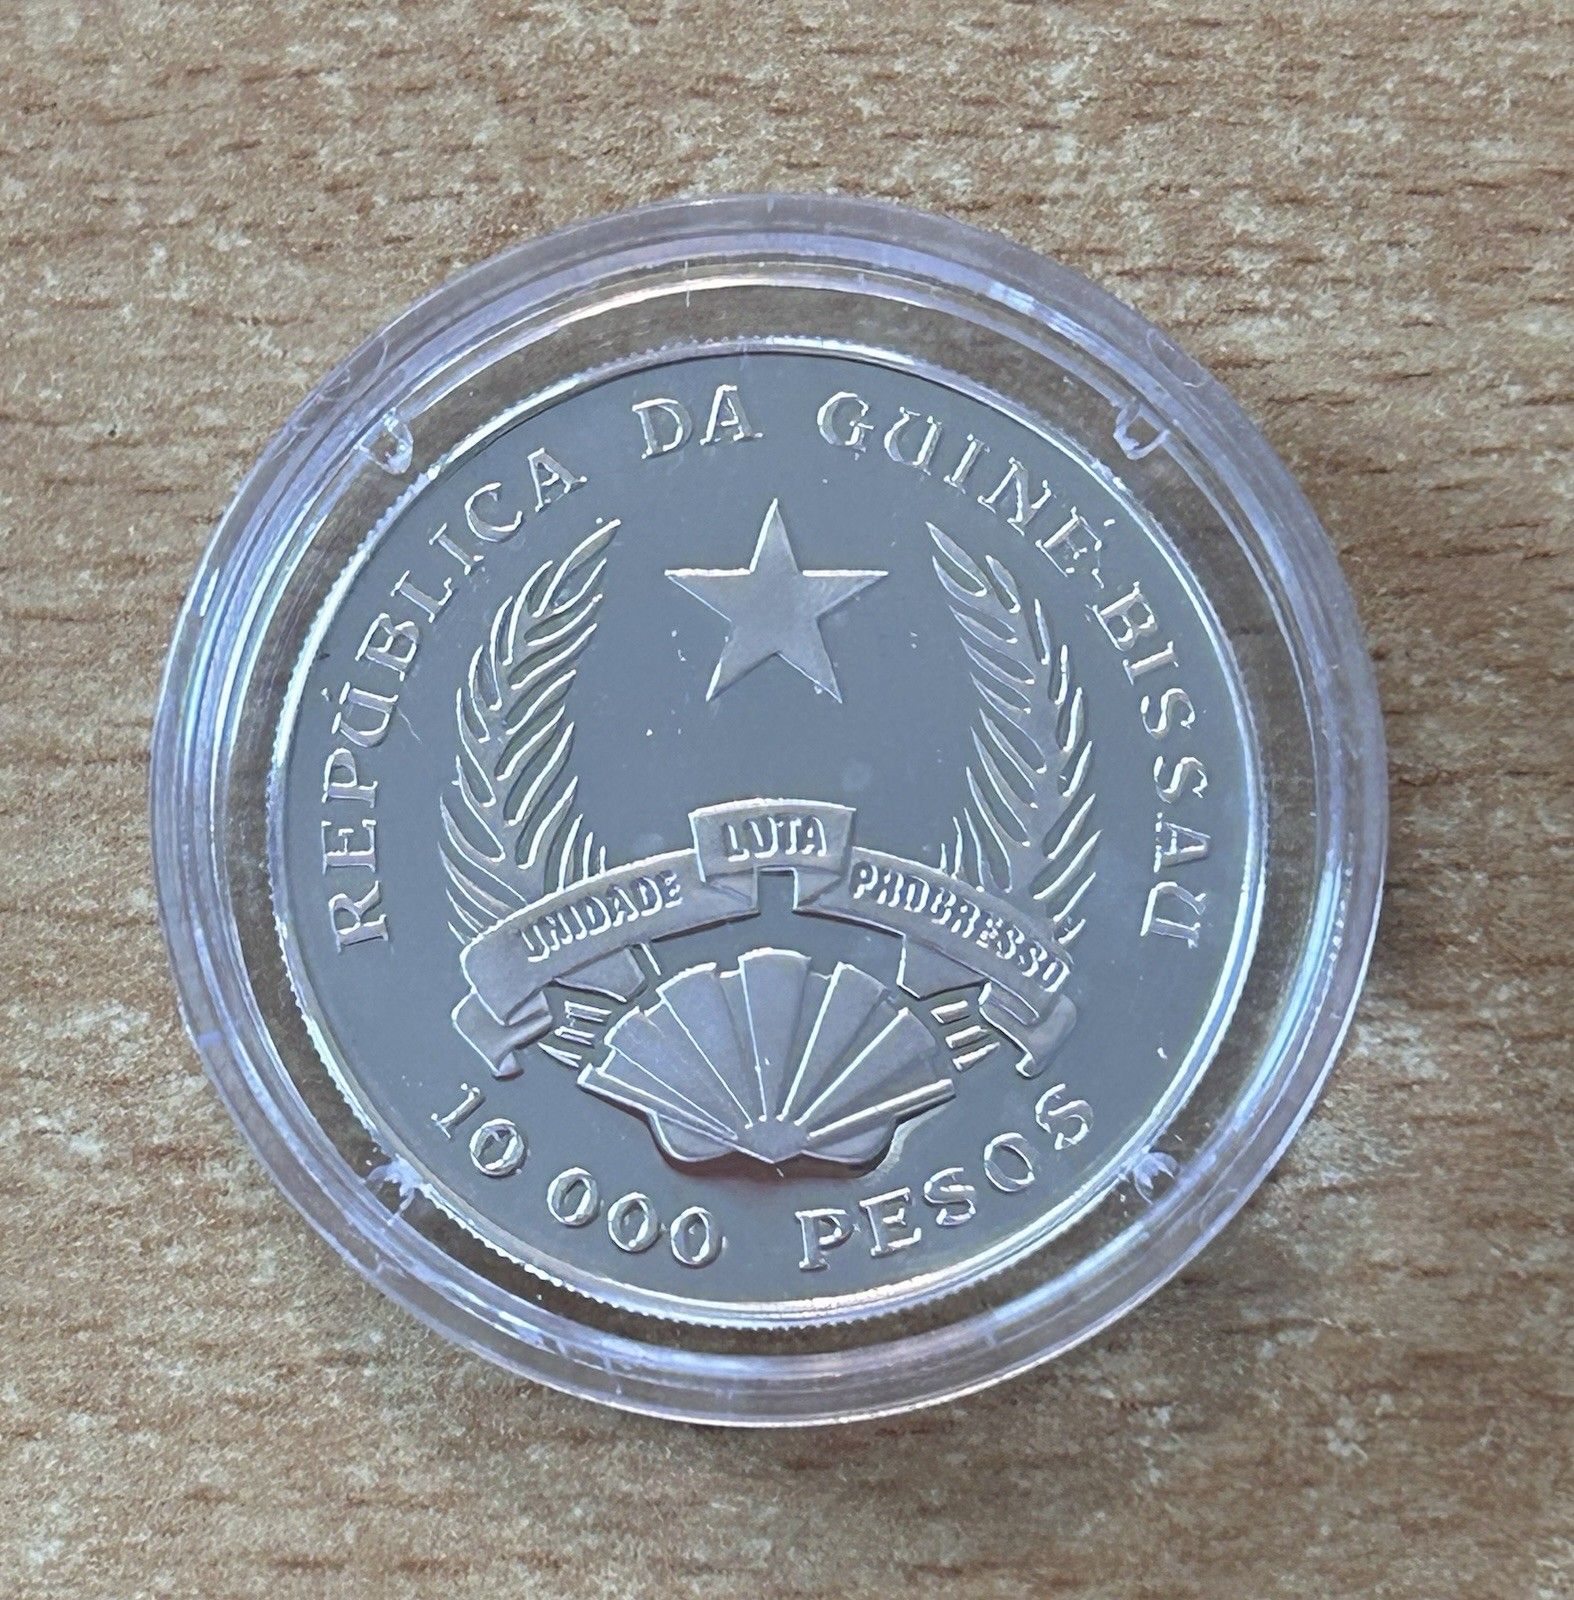 REPÚBLICA DA GUINÉ-BISSAU
LUTA
UNIDADE PROGRESSO
10 000 PESOS